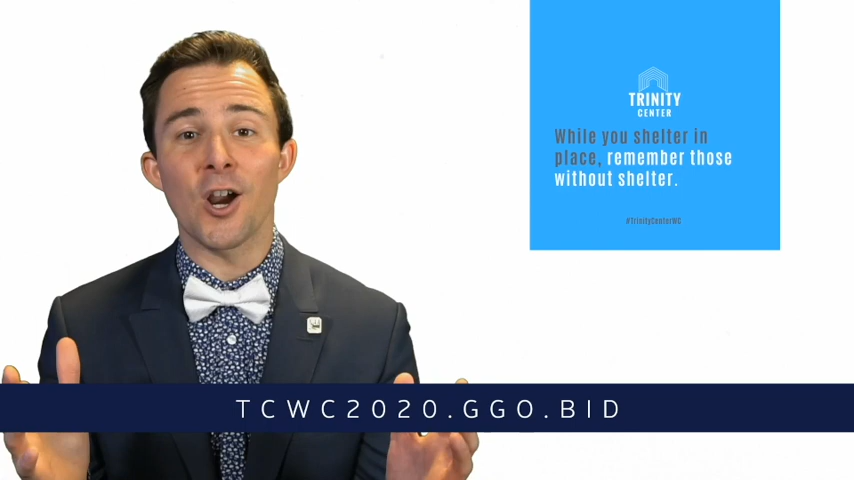 TRINITY
CENTER
While you shelter in
place, remember those
without shelter.
#TrinityCenterWC
TCWC2020.GGO.BID